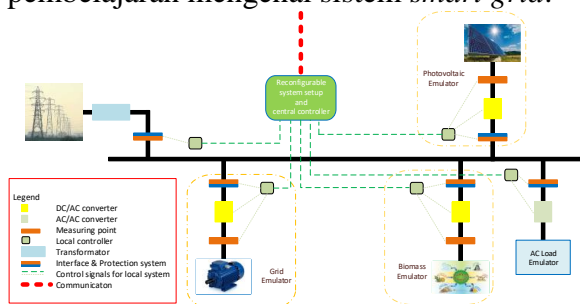 pembelajaran mengenai sistem smart grid.
Reconfigurable
system setup
and
central controller
Photovoltaic
Emulator
Legend
DC/AC converter
AC/AC converter
Measuring point
Local controller
Transformator
Interface & Protection system
Control signals for local system
Communicaton
Grid
Emulator
Biomass
Emulator
AC Load
Emulator